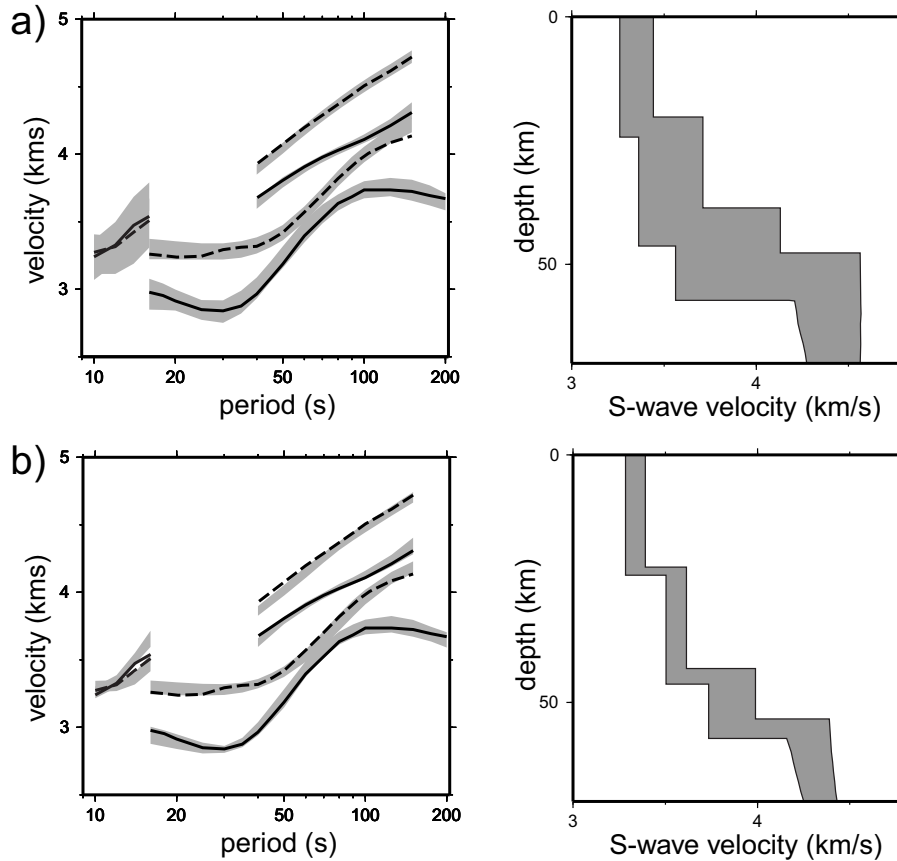 a)
5
4
3
velocity (kms)
10 20 50 100 200
period (s)
0
50
depth (km)
3 4
S-wave velocity (km/s)
b)
5
4
3
velocity (kms)
10 20 50 100 200
period (s)
0
50
depth (km)
3 4
S-wave velocity (km/s)